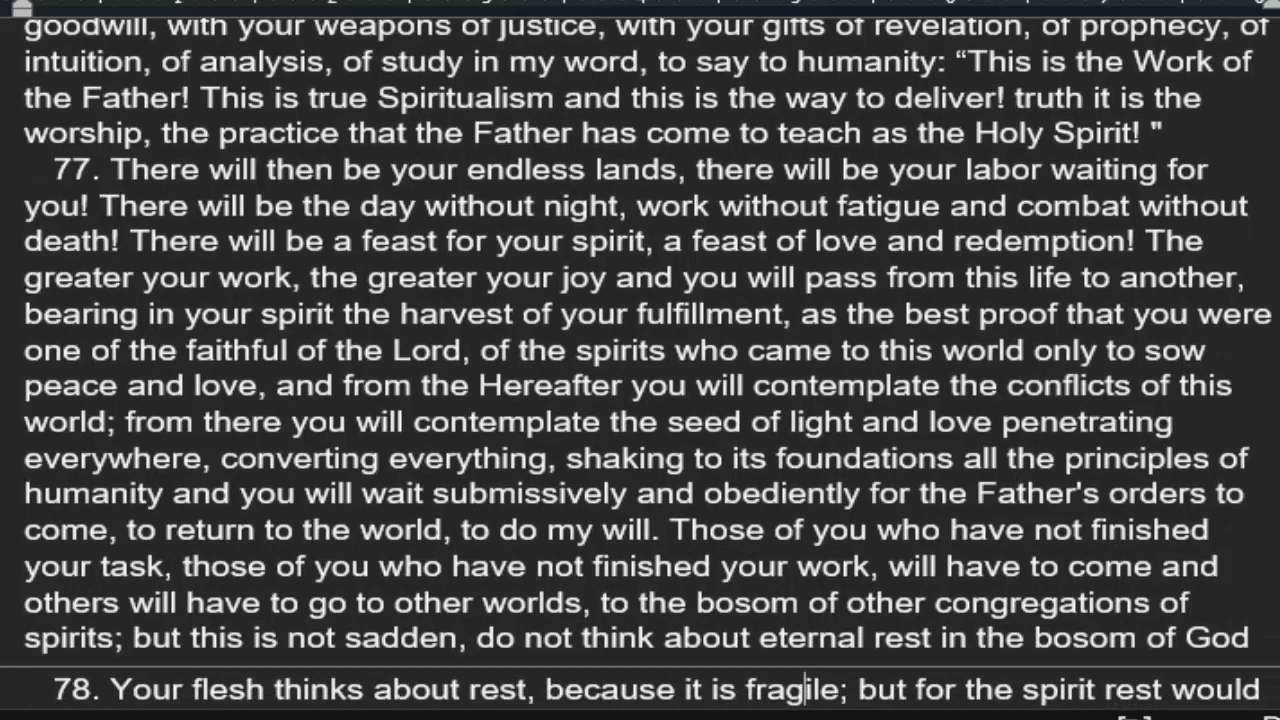 goodwill, with your weapons of justice, with your gifts of revelation, of prophecy, of
intuition, of analysis, of study in my word, to say to humanity: “This is the Work of
the Father! This is true Spiritualism and this is the way to deliver! truth it is the
worship, the practice that the Father has come to teach as the Holy Spirit! "
77. There will then be your endless lands, there will be your labor waiting for
you! There will be the day without night, work without fatigue and combat without
death! There will be a feast for your spirit, a feast of love and redemption! The
greater your work, the greater your joy and you will pass from this life to another,
bearing in your spirit the harvest of your fulfillment, as the best proof that you were
one of the faithful of the Lord, of the spirits who came to this world only to sow
peace and love, and from the Hereafter you will contemplate the conflicts of this
world; from there you will contemplate the seed of light and love penetrating
everywhere, converting everything, shaking to its foundations all the principles of
humanity and you will wait submissively and obediently for the Father's orders to
come, to return to the world, to do my will. Those of you who have not finished
your task, those of you who have not finished your work, will have to come and
others will have to go to other worlds, to the bosom of other congregations of
spirits; but this is not sadden, do not think about eternal rest in the bosom of God
78. Your flesh thinks about rest, because it is fragile; but for the spirit rest would